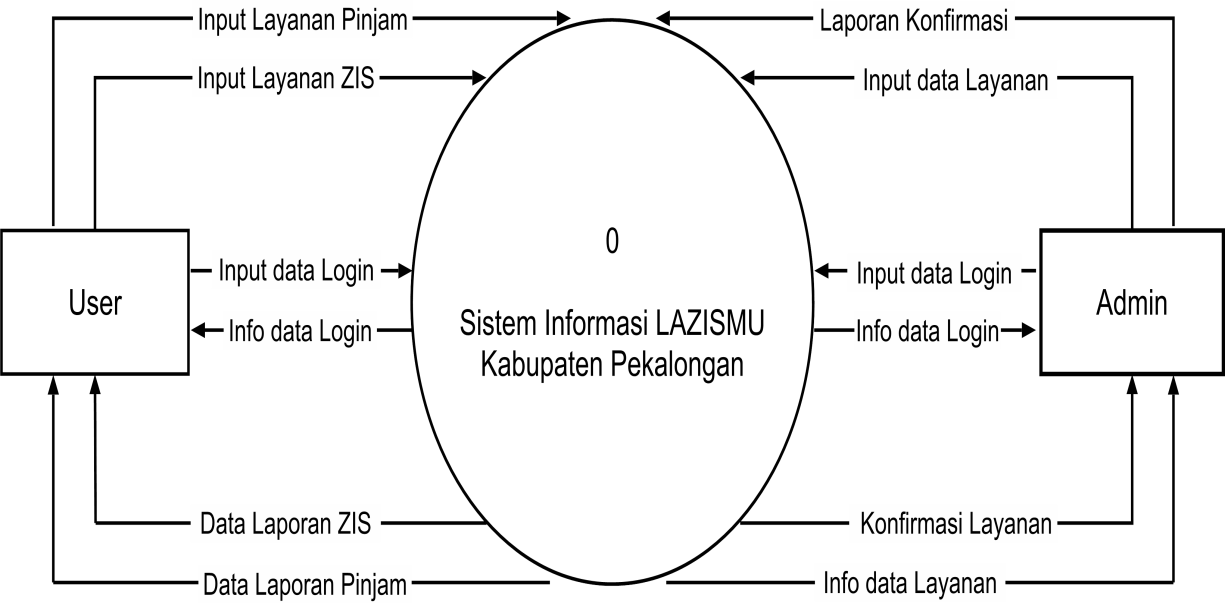 Input Layanan Pinjam
Laporan Konfirmasi
Input Layanan ZIS
Input data Layanan
0
Input data Login
Input data Login
User
Sistem Informasi LAZISMU
Kabupaten Pekalongan
Admin
Info data Login
Info data Login
Data Laporan ZIS
Konfirmasi Layanan
Data Laporan Pinjam
Info data Layanan